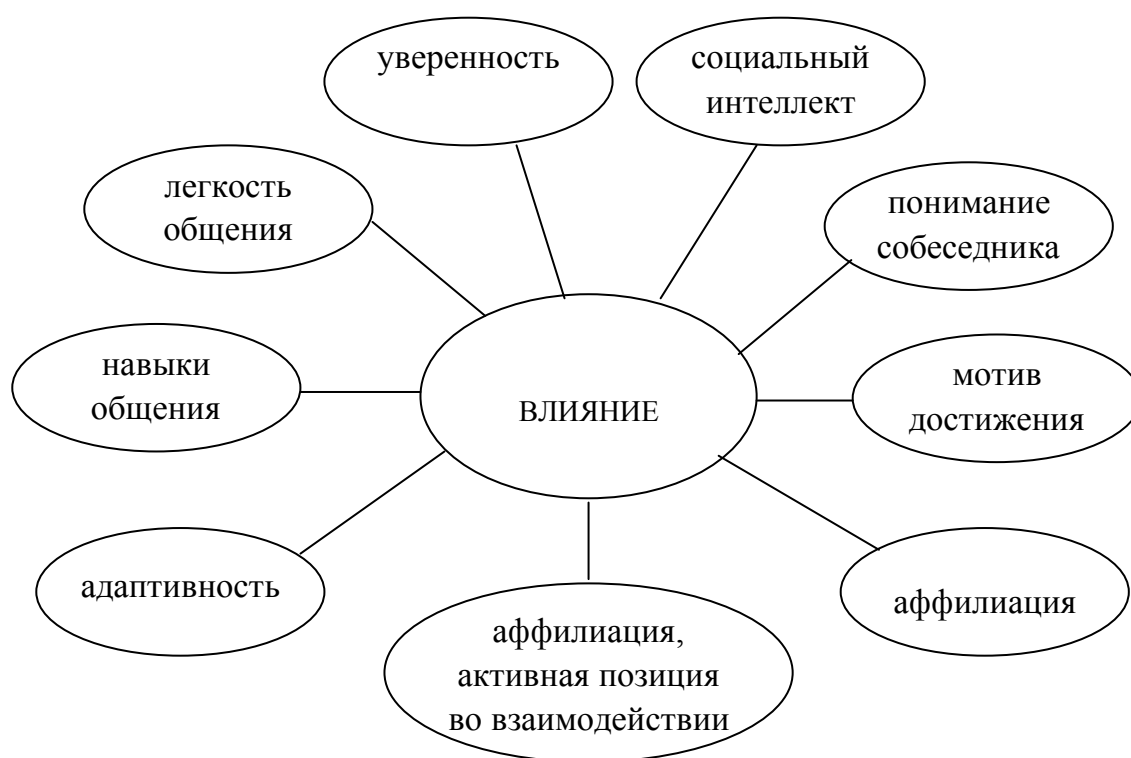 уверенность
социальный
интеллект
легкость
общения
понимание
собеседника
навыки
общения
ВЛИЯНИЕ
мотив
достижения
адаптивность
аффилиация,
активная позиция
во взаимодействии
аффилиация